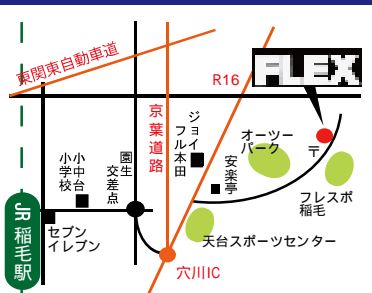 東関東自動車道
R16
FLEX
京葉道路
ジョイ
フル本田
オーツー
パーク
〒
小中台
小学校
園生
交差点
安楽亭
フレスポ
稲毛
JR 稲毛駅
セブン
イレブン
天台スポーツセンター
穴川IC